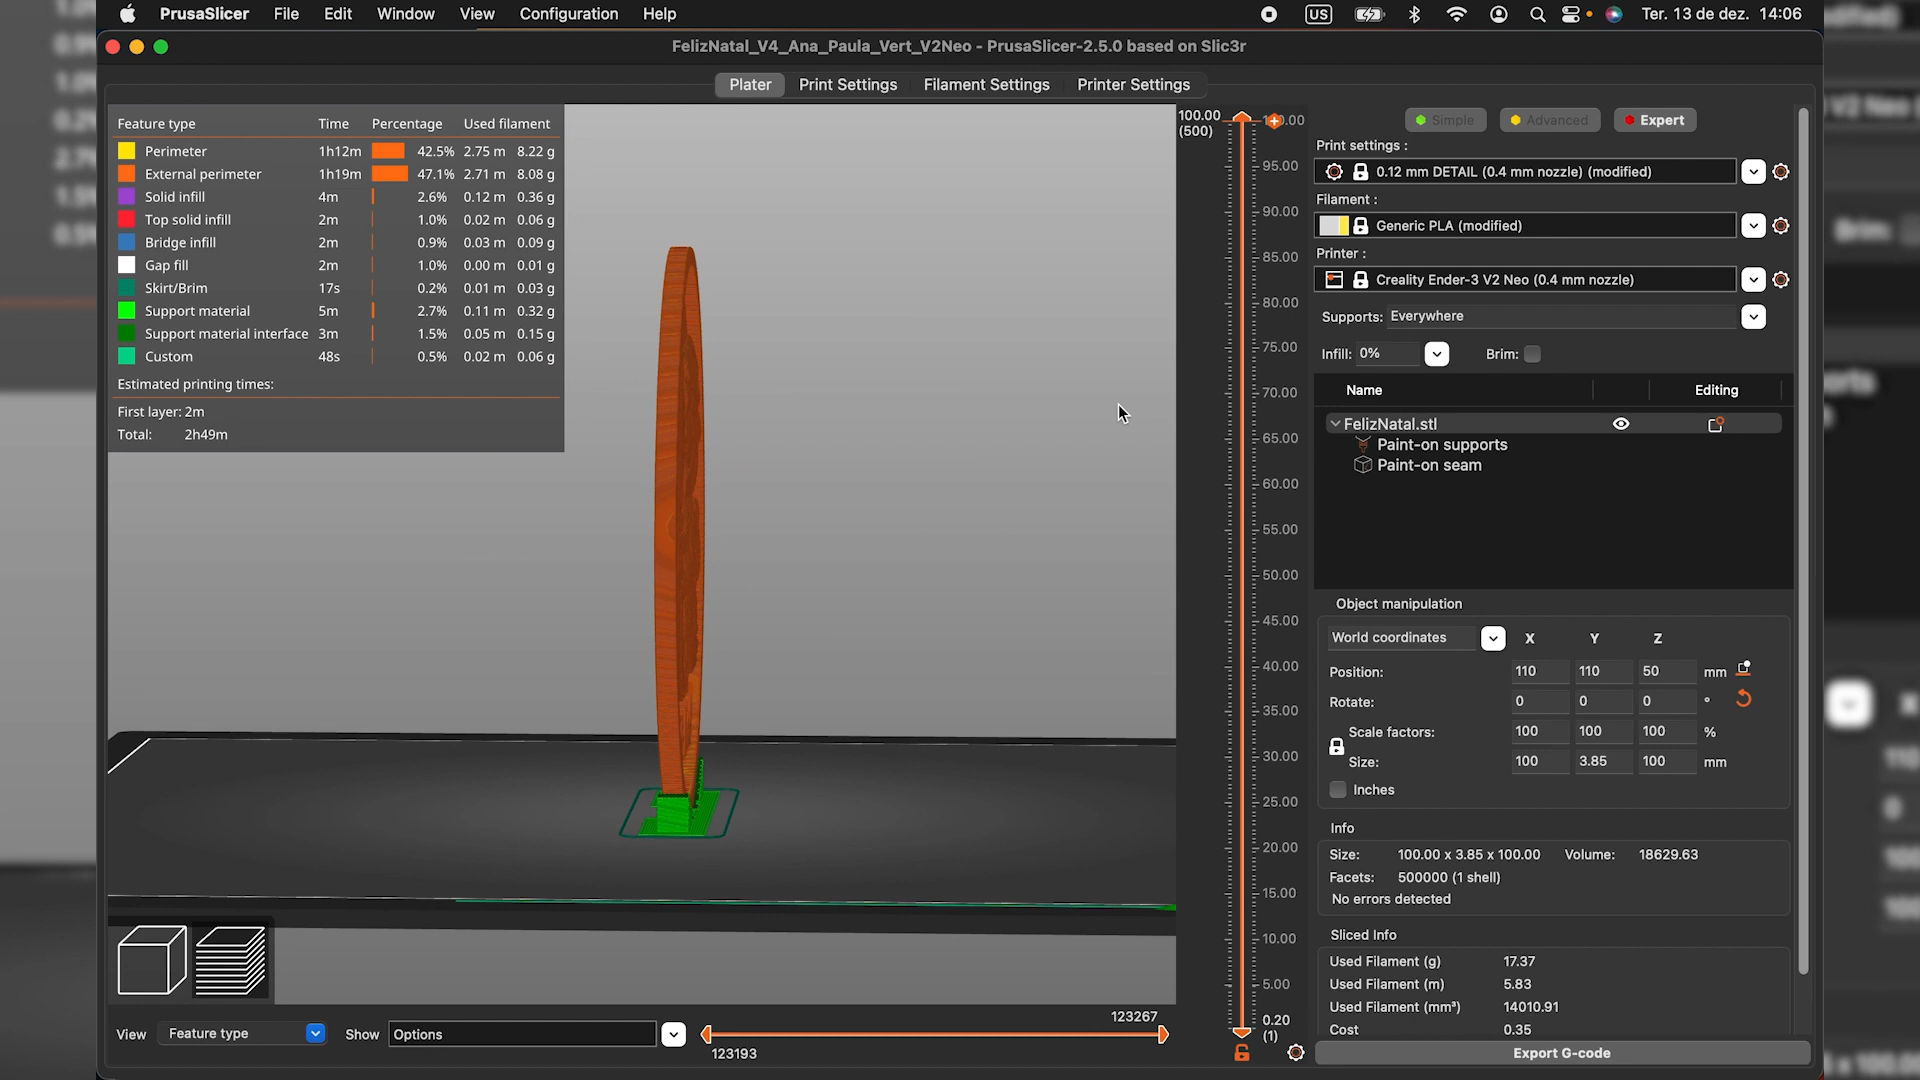 PrusaSlicer File Edit Window View Configuration Help US Ter. 13 de dez. 14:06
FelizNatal_V4_Ana_Paula_Vert_V2Neo - PrusaSlicer-2.5.0 based on Slic3r
Plater Print Settings Filament Settings Printer Settings
Feature type Time Percentage Used filament
Perimeter 1h12m 42.5% 2.75 m 8.22 g
External perimeter 1h19m 47.1% 2.71 m 8.08 g
Solid infill 4m 2.6% 0.12 m 0.36 g
Top solid infill 2m 1.0% 0.02 m 0.06 g
Bridge infill 2m 0.9% 0.03 m 0.09 g
Gap fill 2m 1.0% 0.00 m 0.01 g
Skirt/Brim 17s 0.2% 0.01 m 0.03 g
Support material 5m 2.7% 0.11 m 0.32 g
Support material interface 3m 1.5% 0.05 m 0.15 g
Custom 48s 0.5% 0.02 m 0.06 g
Estimated printing times:
First layer: 2m
Total: 2h49m
100.00
(500)
95.00
90.00
85.00
80.00
75.00
70.00
65.00
60.00
55.00
50.00
45.00
40.00
35.00
30.00
25.00
20.00
15.00
10.00
5.00
0.20
(1)
Simple Advanced Expert
Print settings :
0.12 mm DETAIL (0.4 mm nozzle) (modified)
Filament :
Generic PLA (modified)
Printer :
Creality Ender-3 V2 Neo (0.4 mm nozzle)
Supports: Everywhere
Infill: 0% Brim:
Name Editing
FelizNatal.stl
Paint-on supports
Paint-on seam
Object manipulation
World coordinates X Y Z
Position: 110 110 50 mm
Rotate: 0 0 0 °
Scale factors: 100 100 100 %
Size: 100 3.85 100 mm
Inches
Info
Size: 100.00 x 3.85 x 100.00 Volume: 18629.63
Facets: 500000 (1 shell)
No errors detected
Sliced Info
Used Filament (g) 17.37
Used Filament (m) 5.83
Used Filament (mm³) 14010.91
Cost 0.35
Export G-code
View Feature type Show Options
123267
123193